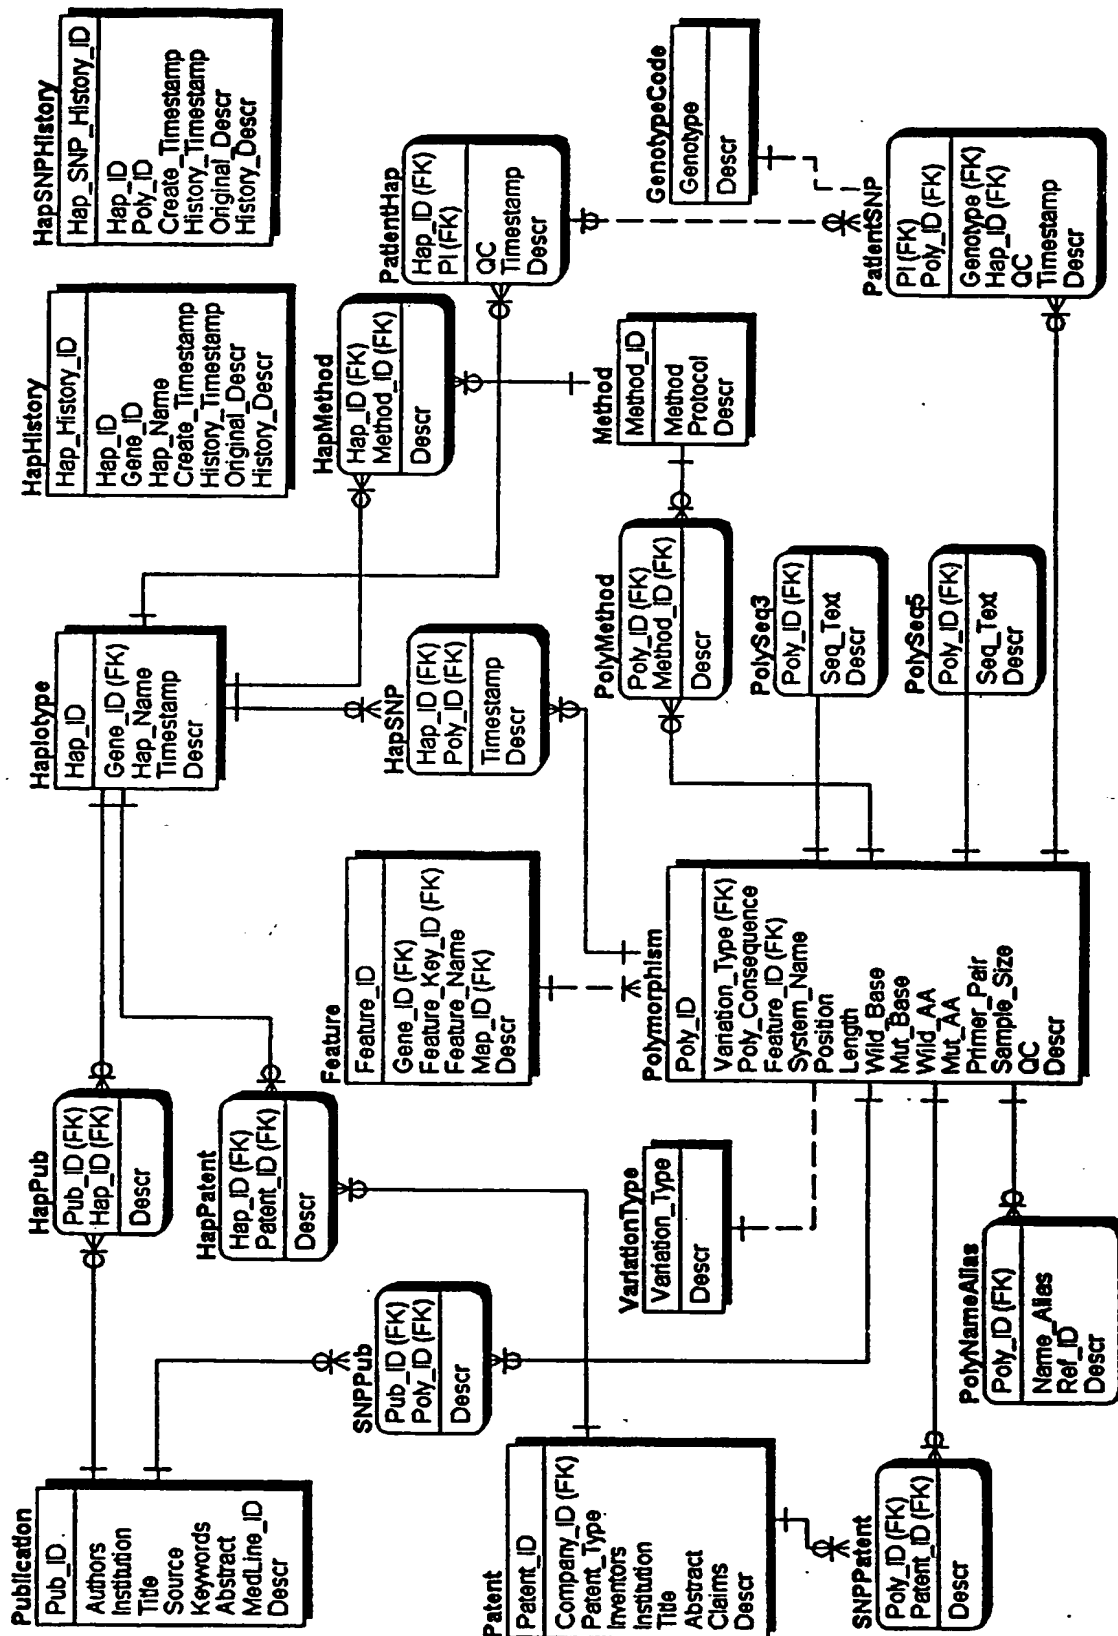 Publication
Pub_ID
Authors
Institution
Title
Source
Keywords
Abstract
MedLine_ID
Descr
HapPub
Pub_ID (FK)
Hap_ID (FK)
Descr
Haplotype
Hap_ID
Gene_ID (FK)
Hap_Name
Timestamp
Descr
HapHistory
Hap_History_ID
Hap_ID
Gene_ID
Hap_Name
Create_Timestamp
History_Timestamp
Original_Descr
History_Descr
HapSNPHistory
Hap_SNP_History_ID
Hap_ID
Poly_ID
Create_Timestamp
History_Timestamp
Original_Descr
History_Descr
HapPatent
Hap_ID (FK)
Patent_ID (FK)
Descr
SNPPub
Pub_ID (FK)
Poly_ID (FK)
Descr
Feature
Feature_ID
Gene_ID (FK)
Feature_Key_ID (FK)
Feature_Name
Map_ID (FK)
Descr
HapSNP
Hap_ID (FK)
Poly_ID (FK)
Timestamp
Descr
HapMethod
Hap_ID (FK)
Method_ID (FK)
Descr
PatientHap
Hap_ID (FK)
PI (FK)
QC
Timestamp
Descr
Patent
Patent_ID
Company_ID (FK)
Patent_Type
Inventors
Institution
Title
Abstract
Claims
Descr
VariationType
Variation_Type
Descr
Polymorphism
Poly_ID
Variation_Type (FK)
Poly_Consequence
Feature_ID (FK)
System_Name
Position
Length
Wild_Base
Mut_Base
Wild_AA
Mut_AA
Primer_Pair
Sample_Size
QC
Descr
PolyMethod
Poly_ID (FK)
Method_ID (FK)
Descr
Method
Method_ID
Method
Protocol
Descr
GenotypeCode
Genotype
Descr
PolySeq3
Poly_ID (FK)
Seq_Text
Descr
PolySeq5
Poly_ID (FK)
Seq_Text
Descr
PatientSNP
PI (FK)
Poly_ID (FK)
Genotype (FK)
Hap_ID (FK)
QC
Timestamp
Descr
SNPPatent
Poly_ID (FK)
Patent_ID (FK)
Descr
PolyNameAlias
Poly_ID (FK)
Name_Alias
Ref_ID
Descr